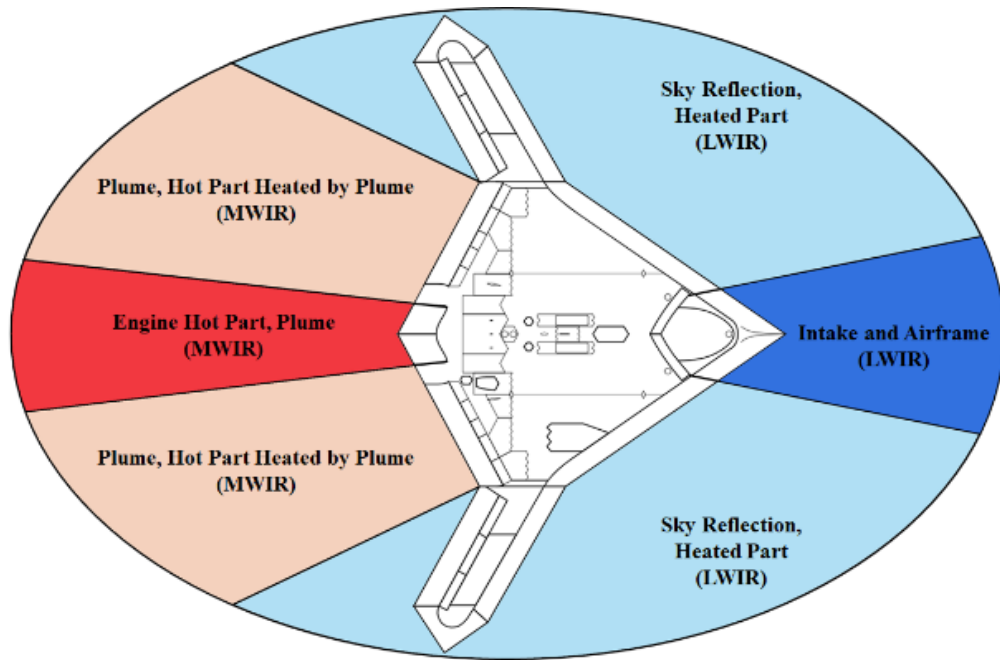 Sky Reflection,
Heated Part
(LWIR)
Plume, Hot Part Heated by Plume
(MWIR)
Engine Hot Part, Plume
(MWIR)
Intake and Airframe
(LWIR)
Plume, Hot Part Heated by Plume
(MWIR)
Sky Reflection,
Heated Part
(LWIR)